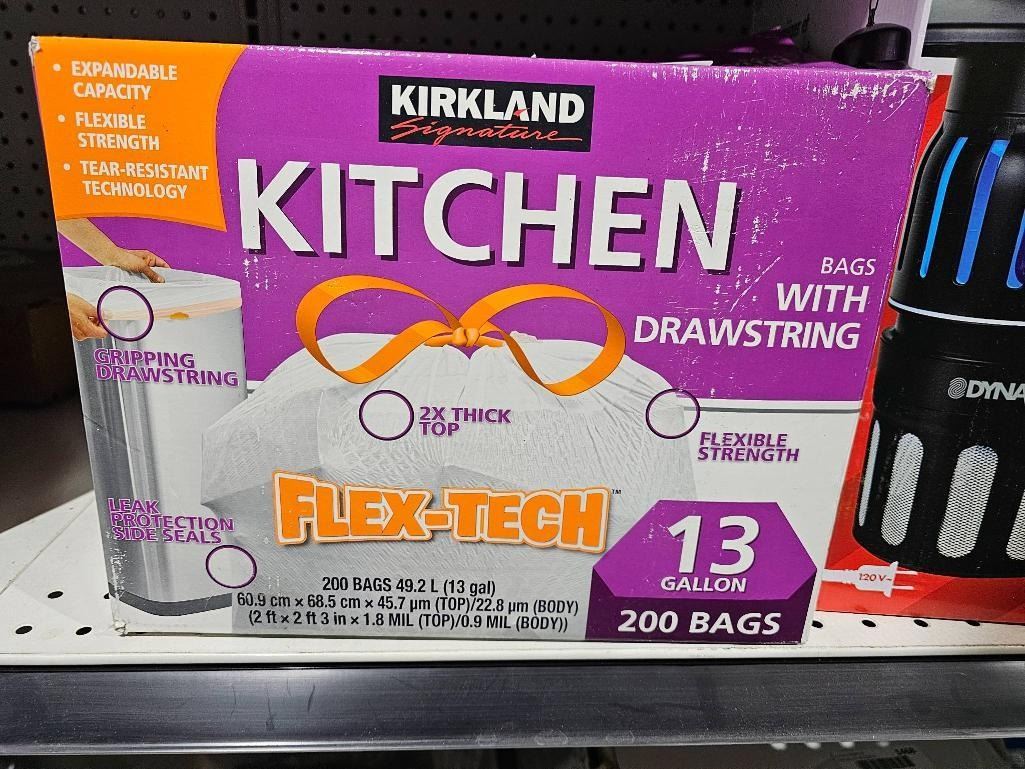 • EXPANDABLE
CAPACITY
• FLEXIBLE
STRENGTH
• TEAR-RESISTANT
TECHNOLOGY
KIRKLAND
Signature
KITCHEN
BAGS
WITH
DRAWSTRING
GRIPPING
DRAWSTRING
2X THICK
TOP
FLEXIBLE
STRENGTH
LEAK
PROTECTION
SIDE SEALS
FLEX-TECH™
200 BAGS 49.2 L (13 gal)
60.9 cm × 68.5 cm × 45.7 µm (TOP)/22.8 µm (BODY)
(2 ft × 2 ft 3 in × 1.8 MIL (TOP)/0.9 MIL (BODY))
13
GALLON
200 BAGS
120V~